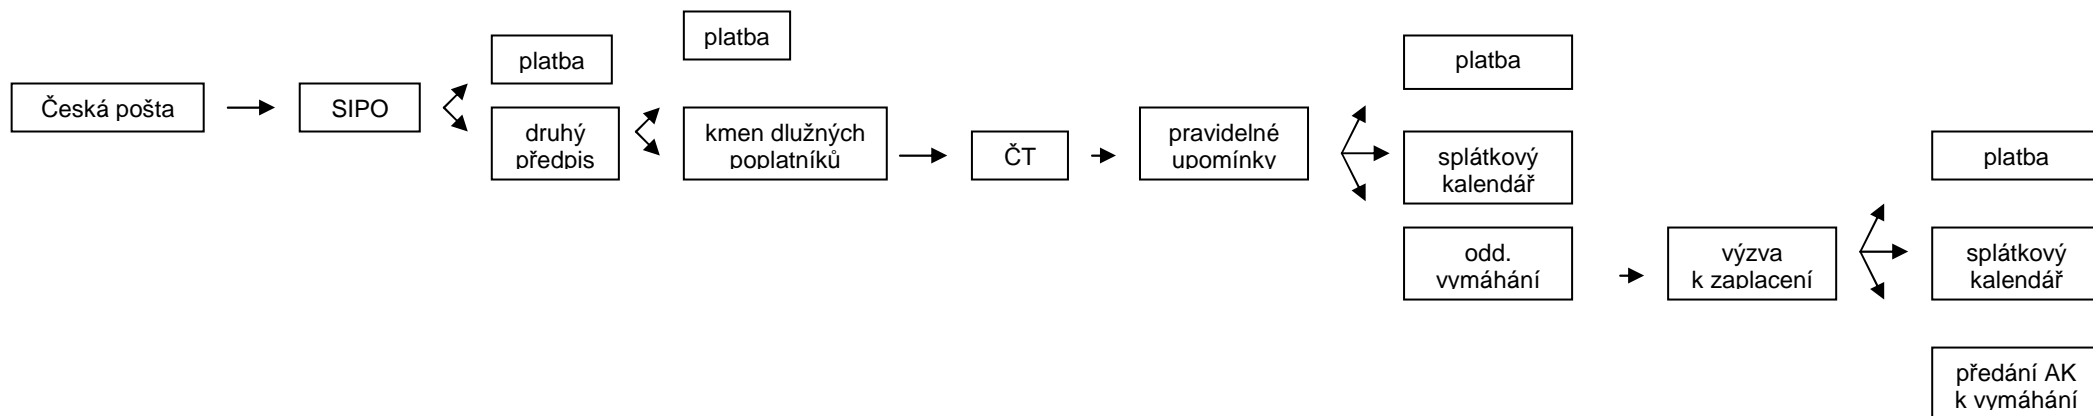 Česká pošta
SIPO
platba
druhý
předpis
platba
kmen dlužných
poplatníků
ČT
pravidelné
upomínky
platba
splátkový
kalendář
odd.
vymáhání
výzva
k zaplacení
platba
splátkový
kalendář
předání AK
k vymáhání